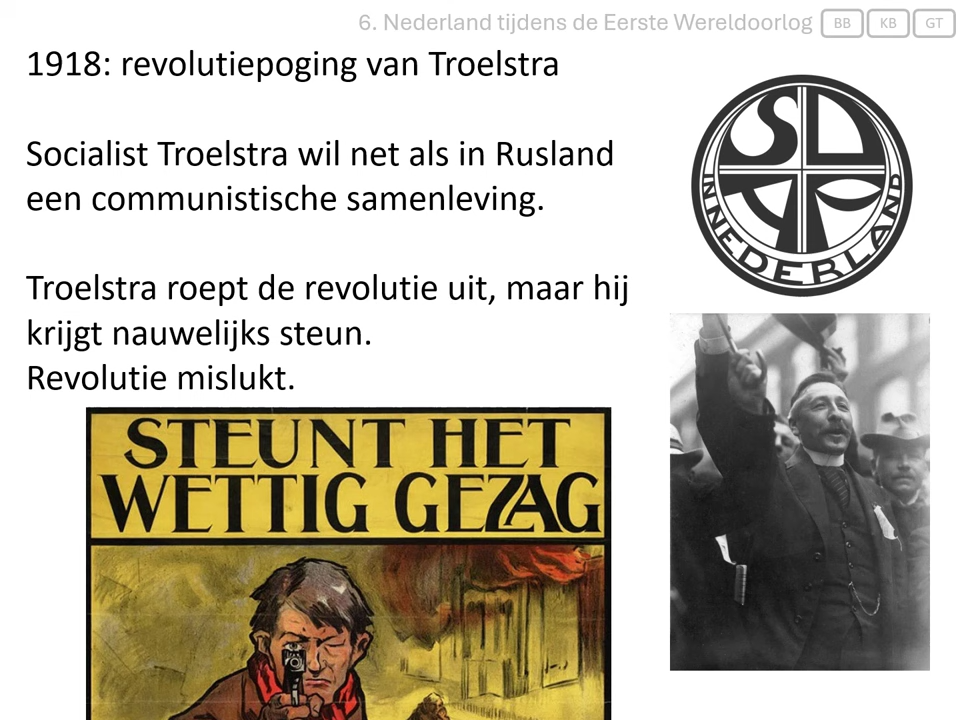 6. Nederland tijdens de Eerste Wereldoorlog BB KB GT
1918: revolutiepoging van Troelstra
Socialist Troelstra wil net als in Rusland
een communistische samenleving.
Troelstra roept de revolutie uit, maar hij
krijgt nauwelijks steun.
Revolutie mislukt.
SDAP
IN NEDERLAND
STEUNT HET
WETTIG GEZAG